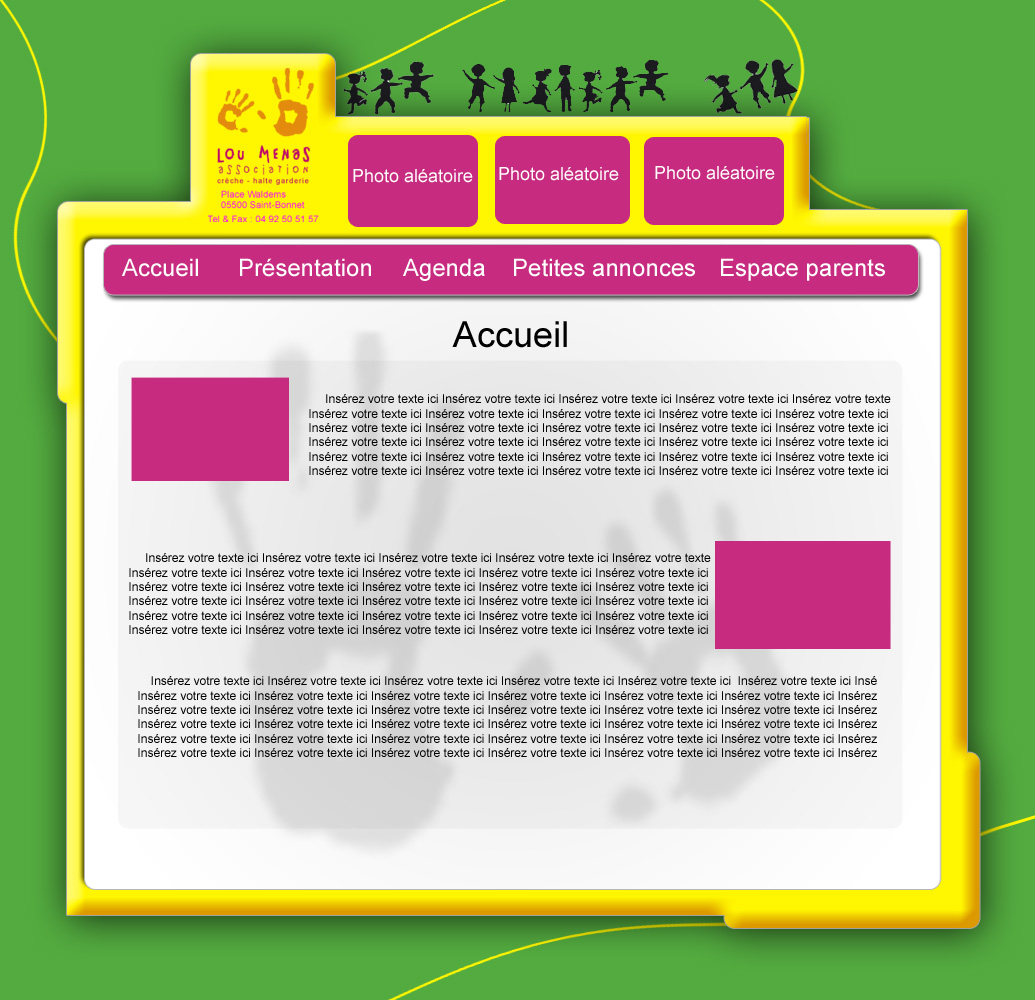 LOU MENAS
association
crèche - halte garderie
Place Waldems
05500 Saint-Bonnet
Tel & Fax : 04 92 50 51 57
Photo aléatoire
Photo aléatoire
Photo aléatoire
Accueil Présentation Agenda Petites annonces Espace parents
Accueil
Insérez votre texte ici Insérez votre texte ici Insérez votre texte ici Insérez votre texte ici Insérez votre texte
Insérez votre texte ici Insérez votre texte ici Insérez votre texte ici Insérez votre texte ici Insérez votre texte ici
Insérez votre texte ici Insérez votre texte ici Insérez votre texte ici Insérez votre texte ici Insérez votre texte ici
Insérez votre texte ici Insérez votre texte ici Insérez votre texte ici Insérez votre texte ici Insérez votre texte ici
Insérez votre texte ici Insérez votre texte ici Insérez votre texte ici Insérez votre texte ici Insérez votre texte ici
Insérez votre texte ici Insérez votre texte ici Insérez votre texte ici Insérez votre texte ici Insérez votre texte ici
Insérez votre texte ici Insérez votre texte ici Insérez votre texte ici Insérez votre texte ici Insérez votre texte
Insérez votre texte ici Insérez votre texte ici Insérez votre texte ici Insérez votre texte ici Insérez votre texte ici
Insérez votre texte ici Insérez votre texte ici Insérez votre texte ici Insérez votre texte ici Insérez votre texte ici
Insérez votre texte ici Insérez votre texte ici Insérez votre texte ici Insérez votre texte ici Insérez votre texte ici
Insérez votre texte ici Insérez votre texte ici Insérez votre texte ici Insérez votre texte ici Insérez votre texte ici
Insérez votre texte ici Insérez votre texte ici Insérez votre texte ici Insérez votre texte ici Insérez votre texte ici
Insérez votre texte ici Insérez votre texte ici Insérez votre texte ici Insérez votre texte ici Insérez votre texte ici Insérez votre texte ici Insé
Insérez votre texte ici Insérez votre texte ici Insérez votre texte ici Insérez votre texte ici Insérez votre texte ici Insérez votre texte ici Insérez
Insérez votre texte ici Insérez votre texte ici Insérez votre texte ici Insérez votre texte ici Insérez votre texte ici Insérez votre texte ici Insérez
Insérez votre texte ici Insérez votre texte ici Insérez votre texte ici Insérez votre texte ici Insérez votre texte ici Insérez votre texte ici Insérez
Insérez votre texte ici Insérez votre texte ici Insérez votre texte ici Insérez votre texte ici Insérez votre texte ici Insérez votre texte ici Insérez
Insérez votre texte ici Insérez votre texte ici Insérez votre texte ici Insérez votre texte ici Insérez votre texte ici Insérez votre texte ici Insérez